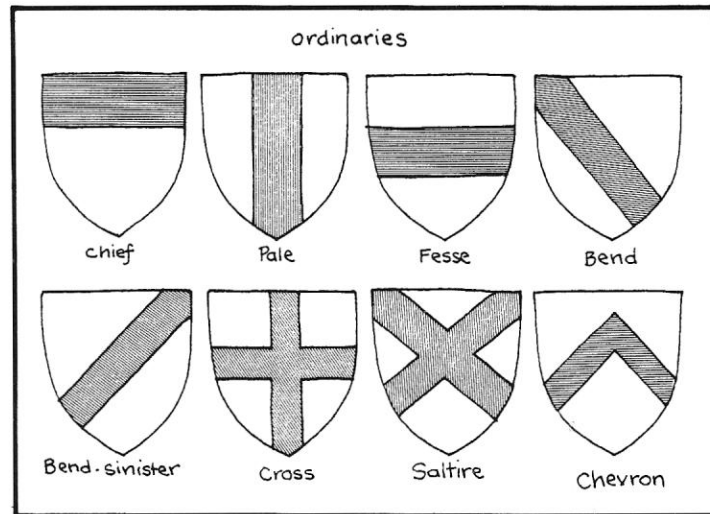 ordinaries
Chief
Pale
Fesse
Bend
Bend-sinister
Cross
Saltire
Chevron